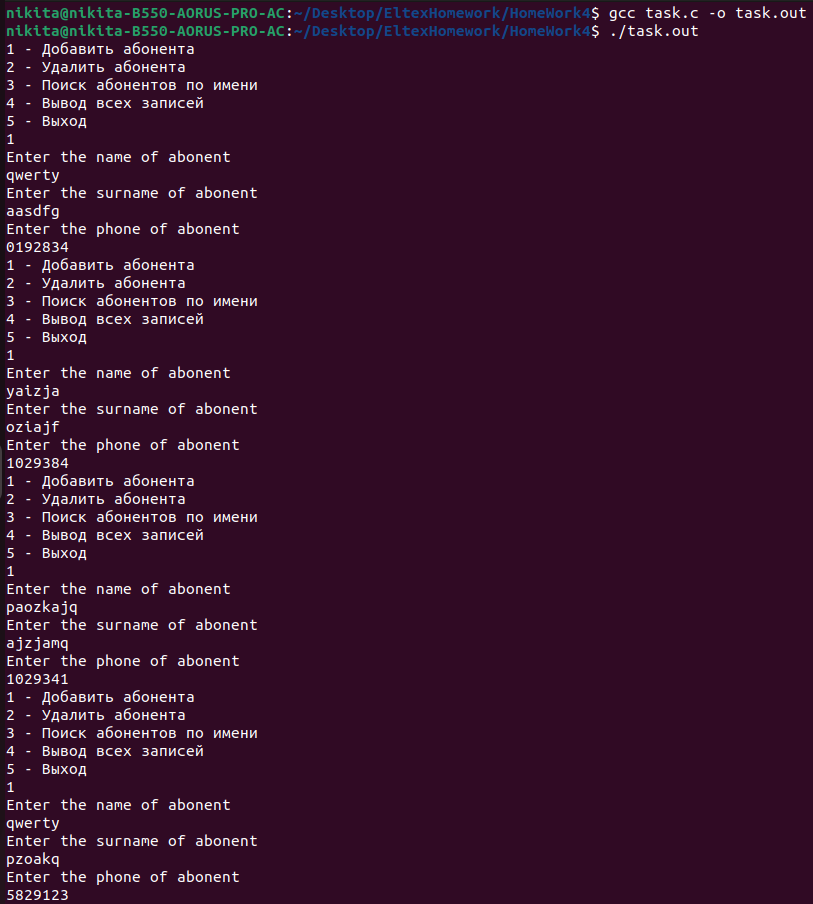 nikita@nikita-B550-AORUS-PRO-AC:~/Desktop/EltexHomework/HomeWork4$ gcc task.c -o task.out
nikita@nikita-B550-AORUS-PRO-AC:~/Desktop/EltexHomework/HomeWork4$ ./task.out
1 - Добавить абонента
2 - Удалить абонента
3 - Поиск абонентов по имени
4 - Вывод всех записей
5 - Выход
1
Enter the name of abonent
qwerty
Enter the surname of abonent
aasdfg
Enter the phone of abonent
0192834
1 - Добавить абонента
2 - Удалить абонента
3 - Поиск абонентов по имени
4 - Вывод всех записей
5 - Выход
1
Enter the name of abonent
yaizja
Enter the surname of abonent
oziajf
Enter the phone of abonent
1029384
1 - Добавить абонента
2 - Удалить абонента
3 - Поиск абонентов по имени
4 - Вывод всех записей
5 - Выход
1
Enter the name of abonent
paozkajq
Enter the surname of abonent
ajzjamq
Enter the phone of abonent
1029341
1 - Добавить абонента
2 - Удалить абонента
3 - Поиск абонентов по имени
4 - Вывод всех записей
5 - Выход
1
Enter the name of abonent
qwerty
Enter the surname of abonent
pzoakq
Enter the phone of abonent
5829123